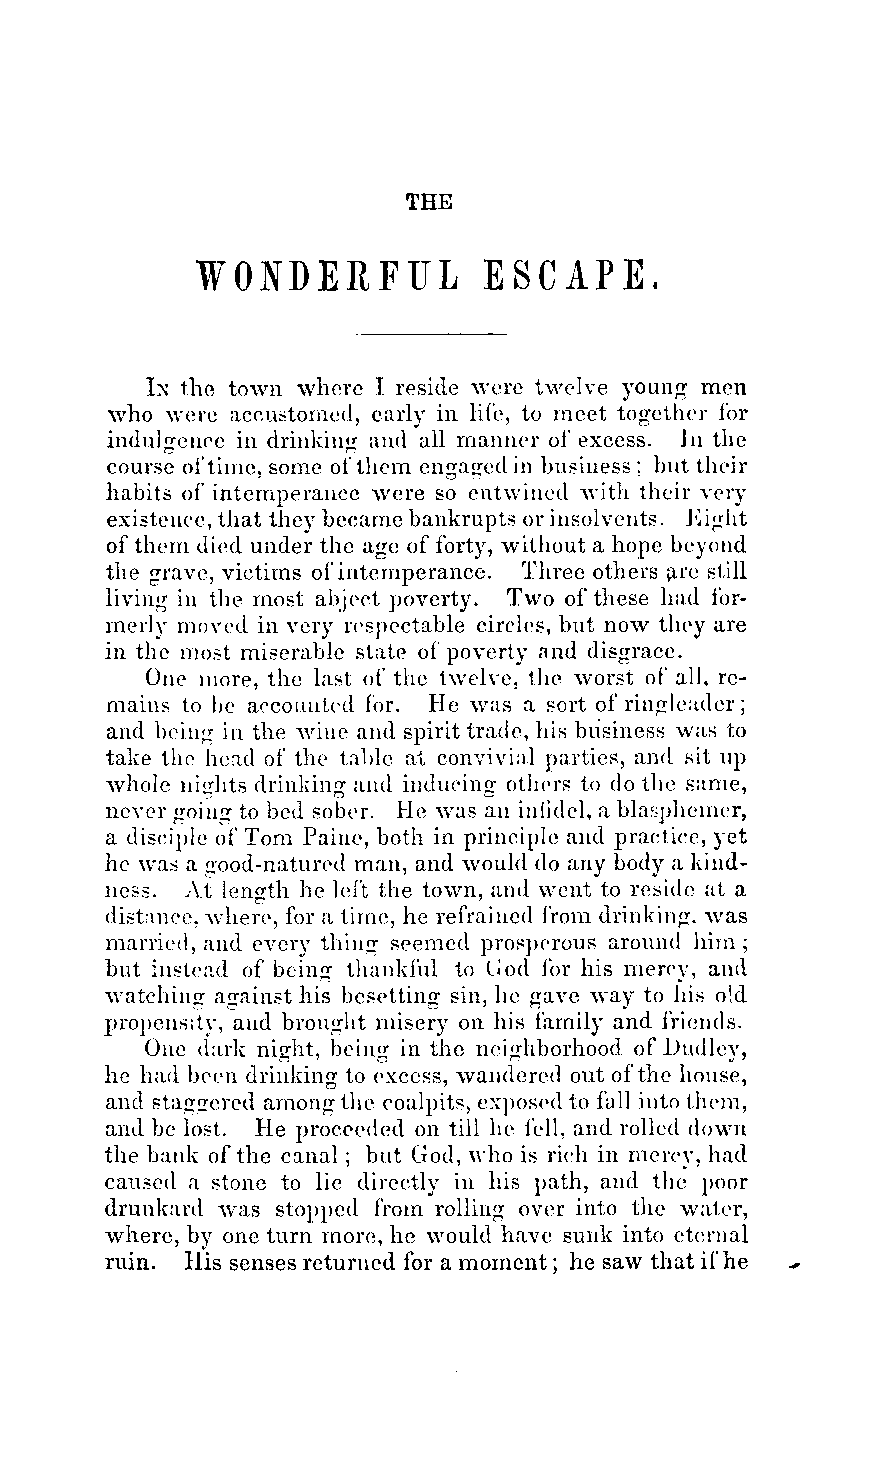 THE
WONDERFUL ESCAPE.
IN the town where I reside were twelve young men
who were accustomed, early in life, to meet together for
indulgence in drinking and all manner of excess. In the
course of time, some of them engaged in business; but their
habits of intemperance were so entwined with their very
existence, that they became bankrupts or insolvents. Eight
of them died under the age of forty, without a hope beyond
the grave, victims of intemperance. Three others are still
living in the most abject poverty. Two of these had for-
merly moved in very respectable circles, but now they are
in the most miserable state of poverty and disgrace.
One more, the last of the twelve, the worst of all, re-
mains to be accounted for. He was a sort of ringleader;
and being in the wine and spirit trade, his business was to
take the head of the table at convivial parties, and sit up
whole nights drinking and inducing others to do the same,
never going to bed sober. He was an infidel, a blasphemer,
a disciple of Tom Paine, both in principle and practice, yet
he was a good-natured man, and would do any body a kind-
ness. At length he left the town, and went to reside at a
distance, where, for a time, he refrained from drinking, was
married, and every thing seemed prosperous around him;
but instead of being thankful to God for his mercy, and
watching against his besetting sin, he gave way to his old
propensity, and brought misery on his family and friends.
One dark night, being in the neighborhood of Dudley,
he had been drinking to excess, wandered out of the house,
and staggered among the coalpits, exposed to fall into them,
and be lost. He proceeded on till he fell, and rolled down
the bank of the canal; but God, who is rich in mercy, had
caused a stone to lie directly in his path, and the poor
drunkard was stopped from rolling over into the water,
where, by one turn more, he would have sunk into eternal
ruin. His senses returned for a moment; he saw that if he